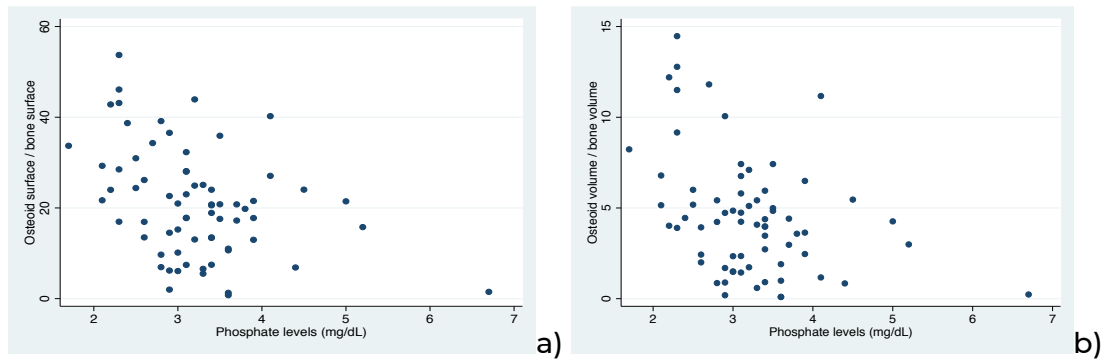 Osteoid surface / bone surface
60
40
20
0
2 3 4 5 6 7
Phosphate levels (mg/dL)
a)
Osteoid volume / bone volume
15
10
5
0
2 3 4 5 6 7
Phosphate levels (mg/dL)
b)